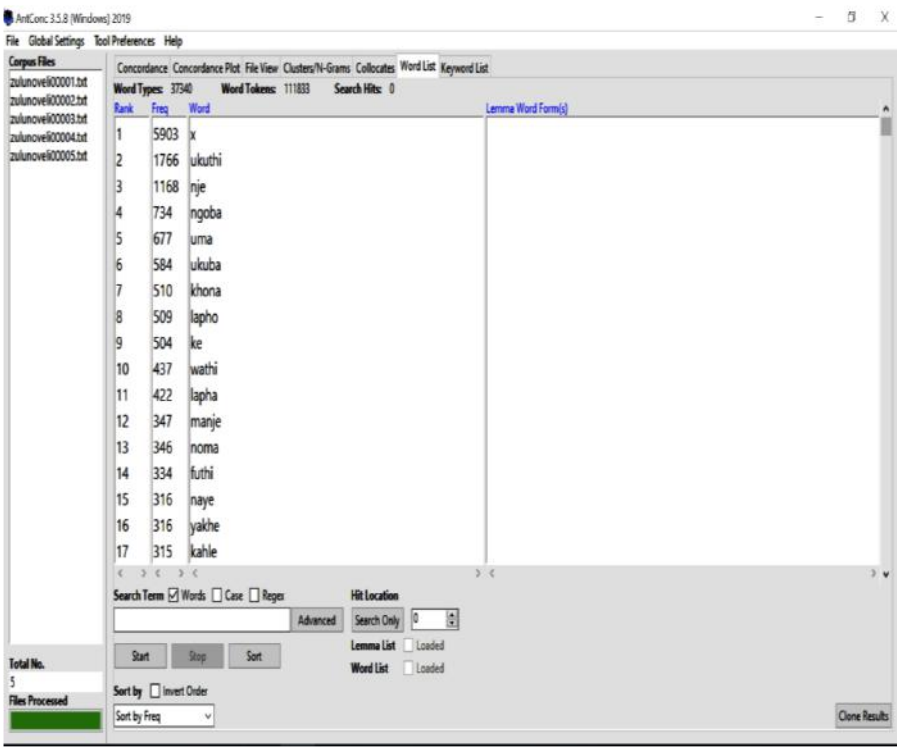 AntConc 3.5.8 (Windows) 2019
File Global Settings Tool Preferences Help
Corpus Files
zulunoveli00001.txt
zulunoveli00002.txt
zulunoveli00003.txt
zulunoveli00004.txt
zulunoveli00005.txt
Concordance Concordance Plot File View Clusters/N-Grams Collocates Word List Keyword List
Word Types: 37340 Word Tokens: 111833 Search Hits: 0
Rank Freq Word Lemma Word Form(s)
1 5903 x
2 1766 ukuthi
3 1168 nje
4 734 ngoba
5 677 uma
6 584 ukuba
7 510 khona
8 509 lapho
9 504 ke
10 437 wathi
11 422 lapha
12 347 manje
13 346 noma
14 334 futhi
15 316 naye
16 316 yakhe
17 315 kahle
Search Term Words Case Regex Hit Location
Advanced Search Only 0
Start Stop Sort Lemma List Loaded
Word List Loaded
Total No.
5
Files Processed
Sort by Invert Order
Sort by Freq Clone Results